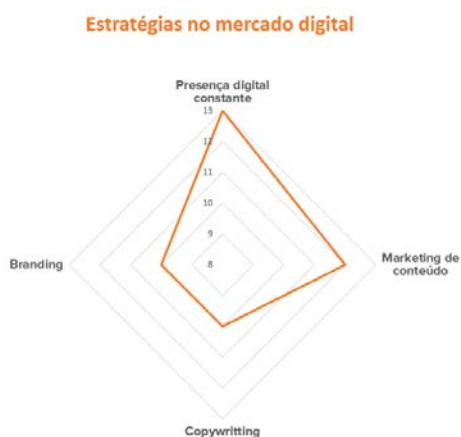 Estratégias no mercado digital
Presença digital
constante
13
12
11
10
9
8
Branding
Marketing de
conteúdo
Copywritting